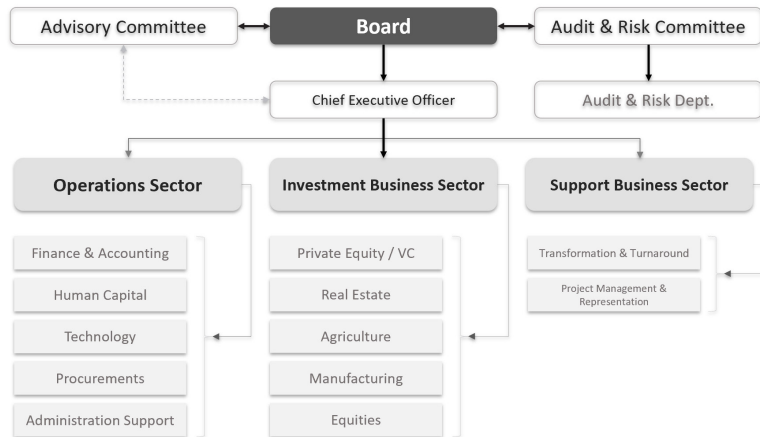 Advisory Committee
Board
Audit & Risk Committee
Chief Executive Officer
Audit & Risk Dept.
Operations Sector
Investment Business Sector
Support Business Sector
Finance & Accounting
Human Capital
Technology
Procurements
Administration Support
Private Equity / VC
Real Estate
Agriculture
Manufacturing
Equities
Transformation & Turnaround
Project Management &
Representation